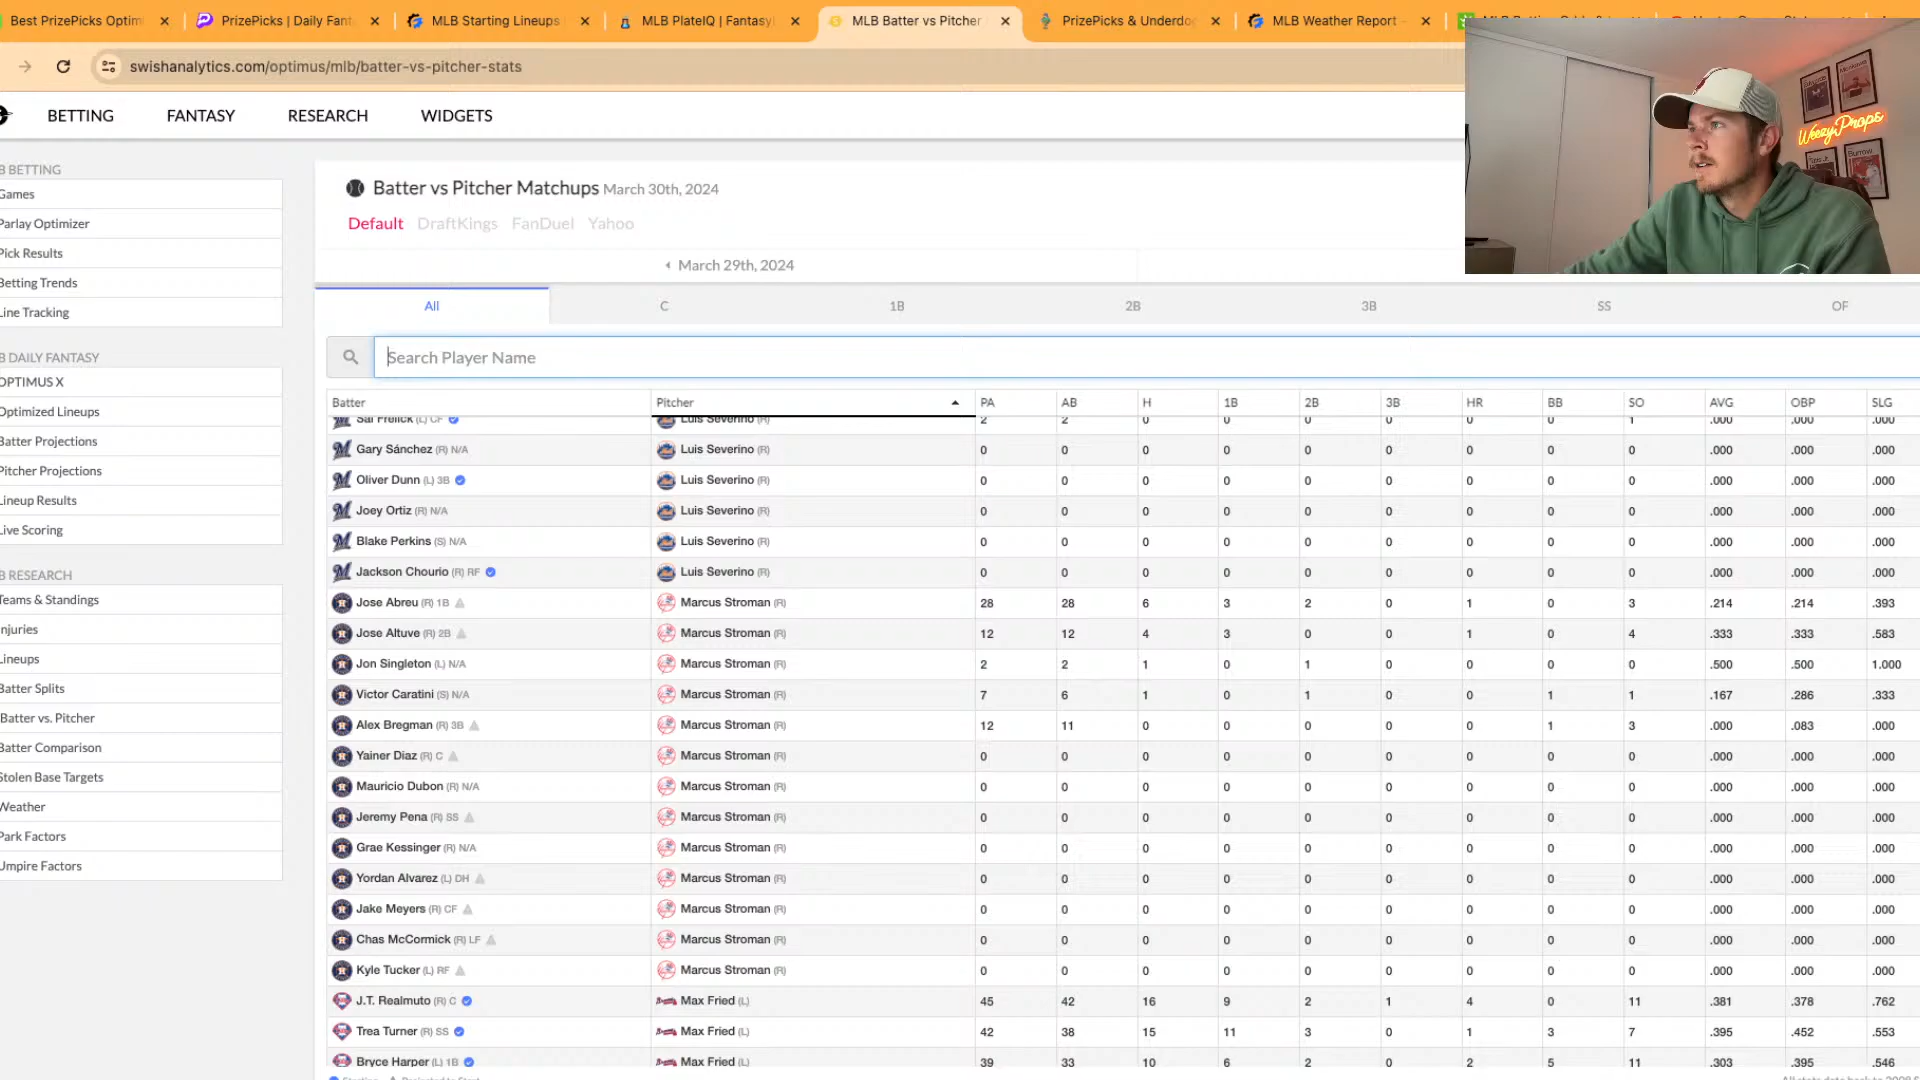 Best PrizePicks Optimi
PrizePicks | Daily Fant
MLB Starting Lineups
MLB PlateIQ | Fantasy
MLB Batter vs Pitcher
PrizePicks & Underdo
MLB Weather Report -
swishanalytics.com/optimus/mlb/batter-vs-pitcher-stats
BETTING FANTASY RESEARCH WIDGETS
WeezyProps
Burrow
B BETTING
Games
Parlay Optimizer
Pick Results
Betting Trends
Line Tracking
B DAILY FANTASY
OPTIMUS X
Optimized Lineups
Batter Projections
Pitcher Projections
Lineup Results
Live Scoring
B RESEARCH
Teams & Standings
Injuries
Lineups
Batter Splits
Batter vs. Pitcher
Batter Comparison
Stolen Base Targets
Weather
Park Factors
Umpire Factors
Batter vs Pitcher Matchups March 30th, 2024
Default DraftKings FanDuel Yahoo
March 29th, 2024
All C 1B 2B 3B SS OF
Search Player Name
Batter Pitcher PA AB H 1B 2B 3B HR BB SO AVG OBP SLG
Sal Frelick (L) CF Luis Severino (R) 2 2 0 0 0 0 0 0 1 .000 .000 .000
Gary Sánchez (R) N/A Luis Severino (R) 0 0 0 0 0 0 0 0 0 .000 .000 .000
Oliver Dunn (L) 3B Luis Severino (R) 0 0 0 0 0 0 0 0 0 .000 .000 .000
Joey Ortiz (R) N/A Luis Severino (R) 0 0 0 0 0 0 0 0 0 .000 .000 .000
Blake Perkins (S) N/A Luis Severino (R) 0 0 0 0 0 0 0 0 0 .000 .000 .000
Jackson Chourio (R) RF Luis Severino (R) 0 0 0 0 0 0 0 0 0 .000 .000 .000
Jose Abreu (R) 1B Marcus Stroman (R) 28 28 6 3 2 0 1 0 3 .214 .214 .393
Jose Altuve (R) 2B Marcus Stroman (R) 12 12 4 3 0 0 1 0 4 .333 .333 .583
Jon Singleton (L) N/A Marcus Stroman (R) 2 2 1 0 1 0 0 0 0 .500 .500 1.000
Victor Caratini (S) N/A Marcus Stroman (R) 7 6 1 0 1 0 0 1 1 .167 .286 .333
Alex Bregman (R) 3B Marcus Stroman (R) 12 11 0 0 0 0 0 1 3 .000 .083 .000
Yainer Diaz (R) C Marcus Stroman (R) 0 0 0 0 0 0 0 0 0 .000 .000 .000
Mauricio Dubon (R) N/A Marcus Stroman (R) 0 0 0 0 0 0 0 0 0 .000 .000 .000
Jeremy Pena (R) SS Marcus Stroman (R) 0 0 0 0 0 0 0 0 0 .000 .000 .000
Grae Kessinger (R) N/A Marcus Stroman (R) 0 0 0 0 0 0 0 0 0 .000 .000 .000
Yordan Alvarez (L) DH Marcus Stroman (R) 0 0 0 0 0 0 0 0 0 .000 .000 .000
Jake Meyers (R) CF Marcus Stroman (R) 0 0 0 0 0 0 0 0 0 .000 .000 .000
Chas McCormick (R) LF Marcus Stroman (R) 0 0 0 0 0 0 0 0 0 .000 .000 .000
Kyle Tucker (L) RF Marcus Stroman (R) 0 0 0 0 0 0 0 0 0 .000 .000 .000
J.T. Realmuto (R) C Max Fried (L) 45 42 16 9 2 1 4 0 11 .381 .378 .762
Trea Turner (R) SS Max Fried (L) 42 38 15 11 3 0 1 3 7 .395 .452 .553
Bryce Harper (L) 1B Max Fried (L) 39 33 10 6 2 0 2 5 11 .303 .395 .546